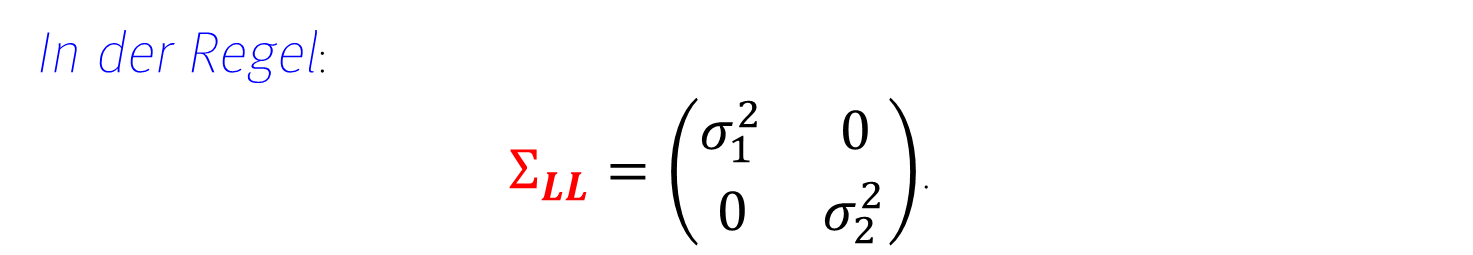 In der Regel:
Σ_LL = (σ₁² 0
0 σ₂²).